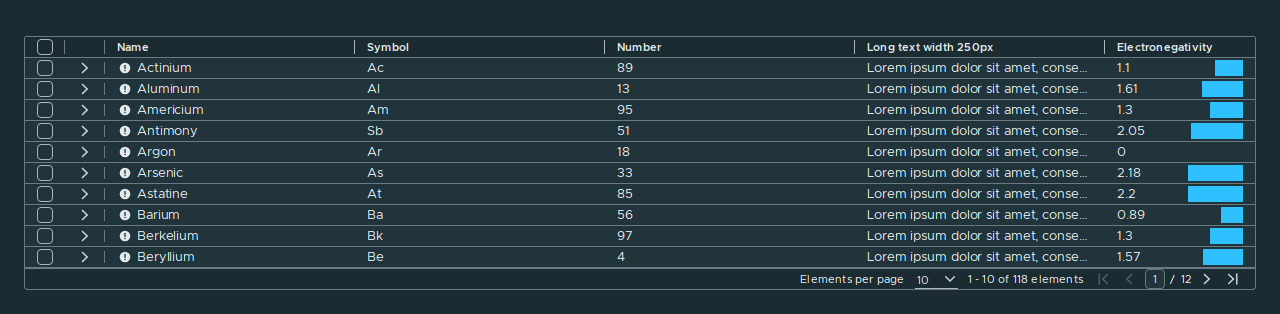 Name Symbol Number Long text width 250px Electronegativity
Actinium Ac 89 Lorem ipsum dolor sit amet, conse... 1.1
Aluminum Al 13 Lorem ipsum dolor sit amet, conse... 1.61
Americium Am 95 Lorem ipsum dolor sit amet, conse... 1.3
Antimony Sb 51 Lorem ipsum dolor sit amet, conse... 2.05
Argon Ar 18 Lorem ipsum dolor sit amet, conse... 0
Arsenic As 33 Lorem ipsum dolor sit amet, conse... 2.18
Astatine At 85 Lorem ipsum dolor sit amet, conse... 2.2
Barium Ba 56 Lorem ipsum dolor sit amet, conse... 0.89
Berkelium Bk 97 Lorem ipsum dolor sit amet, conse... 1.3
Beryllium Be 4 Lorem ipsum dolor sit amet, conse... 1.57
Elements per page 10 1 - 10 of 118 elements 1 / 12